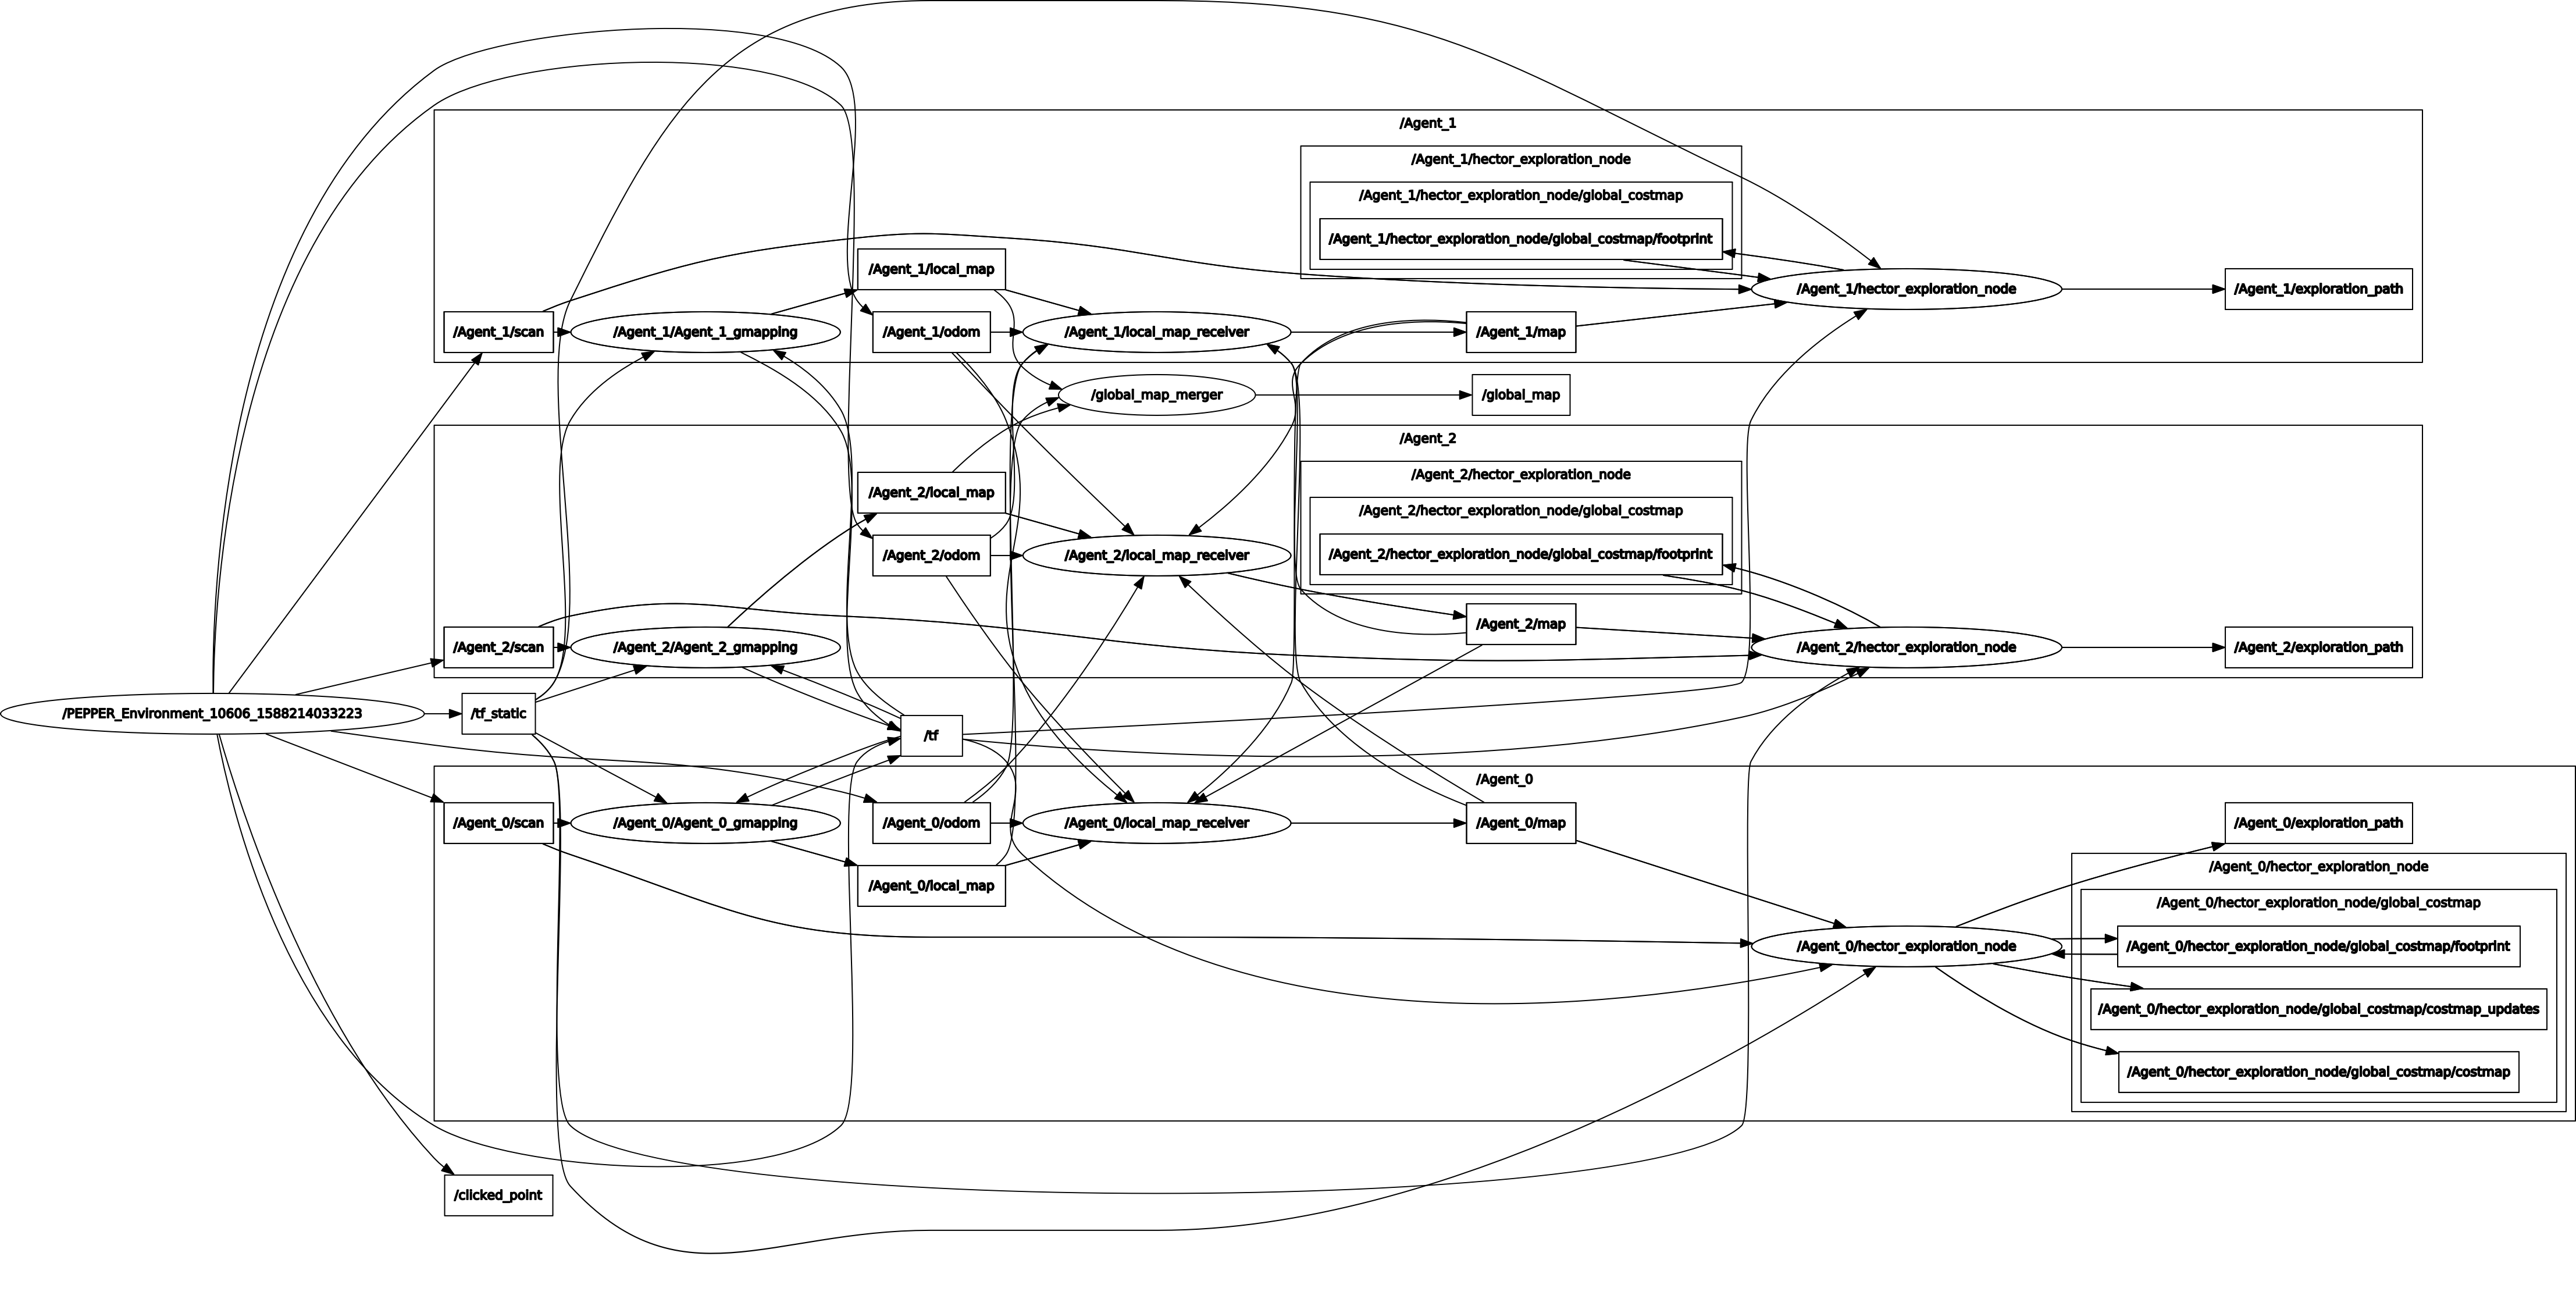 /Agent_1
/Agent_1/hector_exploration_node
/Agent_1/hector_exploration_node/global_costmap
/Agent_1/hector_exploration_node/global_costmap/footprint
/Agent_1/local_map
/Agent_1/hector_exploration_node
/Agent_1/exploration_path
/Agent_1/scan
/Agent_1/Agent_1_gmapping
/Agent_1/odom
/Agent_1/local_map_receiver
/Agent_1/map
/global_map_merger
/global_map
/Agent_2
/Agent_2/hector_exploration_node
/Agent_2/local_map
/Agent_2/hector_exploration_node/global_costmap
/Agent_2/odom
/Agent_2/local_map_receiver
/Agent_2/hector_exploration_node/global_costmap/footprint
/Agent_2/map
/Agent_2/scan
/Agent_2/Agent_2_gmapping
/Agent_2/hector_exploration_node
/Agent_2/exploration_path
/PEPPER_Environment_10606_1588214033223
/tf_static
/tf
/Agent_0
/Agent_0/scan
/Agent_0/Agent_0_gmapping
/Agent_0/odom
/Agent_0/local_map_receiver
/Agent_0/map
/Agent_0/exploration_path
/Agent_0/local_map
/Agent_0/hector_exploration_node
/Agent_0/hector_exploration_node/global_costmap
/Agent_0/hector_exploration_node
/Agent_0/hector_exploration_node/global_costmap/footprint
/Agent_0/hector_exploration_node/global_costmap/costmap_updates
/Agent_0/hector_exploration_node/global_costmap/costmap
/clicked_point